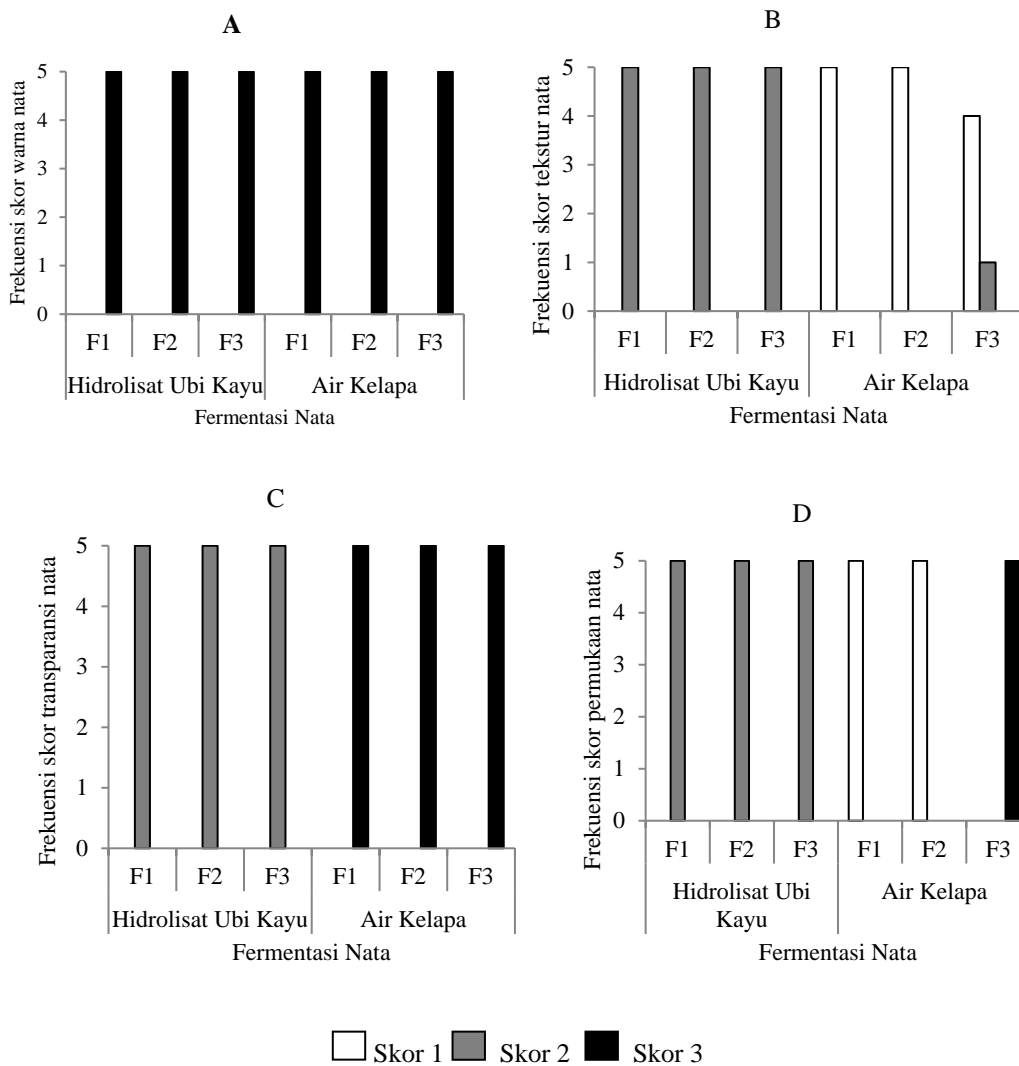 A
Frekuensi skor warna nata
5
4
3
2
1
0
F1 F2 F3 F1 F2 F3
Hidrolisat Ubi Kayu Air Kelapa
Fermentasi Nata
B
Frekuensi skor tekstur nata
5
4
3
2
1
0
F1 F2 F3 F1 F2 F3
Hidrolisat Ubi Kayu Air Kelapa
Fermentasi Nata
C
Frekuensi skor transparansi nata
5
4
3
2
1
0
F1 F2 F3 F1 F2 F3
Hidrolisat Ubi Kayu Air Kelapa
Fermentasi Nata
D
Frekuensi skor permukaan nata
5
4
3
2
1
0
F1 F2 F3 F1 F2 F3
Hidrolisat Ubi Air Kelapa
Kayu
Fermentasi Nata
Skor 1 Skor 2 Skor 3